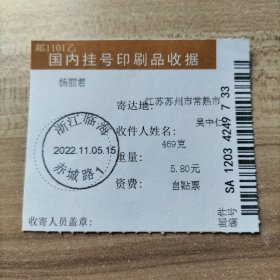 邮1101乙
国内挂号印刷品收据
杨丽君
寄达地:江苏苏州市常熟市
收件人姓名: 吴中仁
重量: 469克
5.80元
资费: 自贴票
浙江临海
2022.11.05.15
赤城路1
收寄人员盖章:
邮件编号
SA 1203 4249 7 33